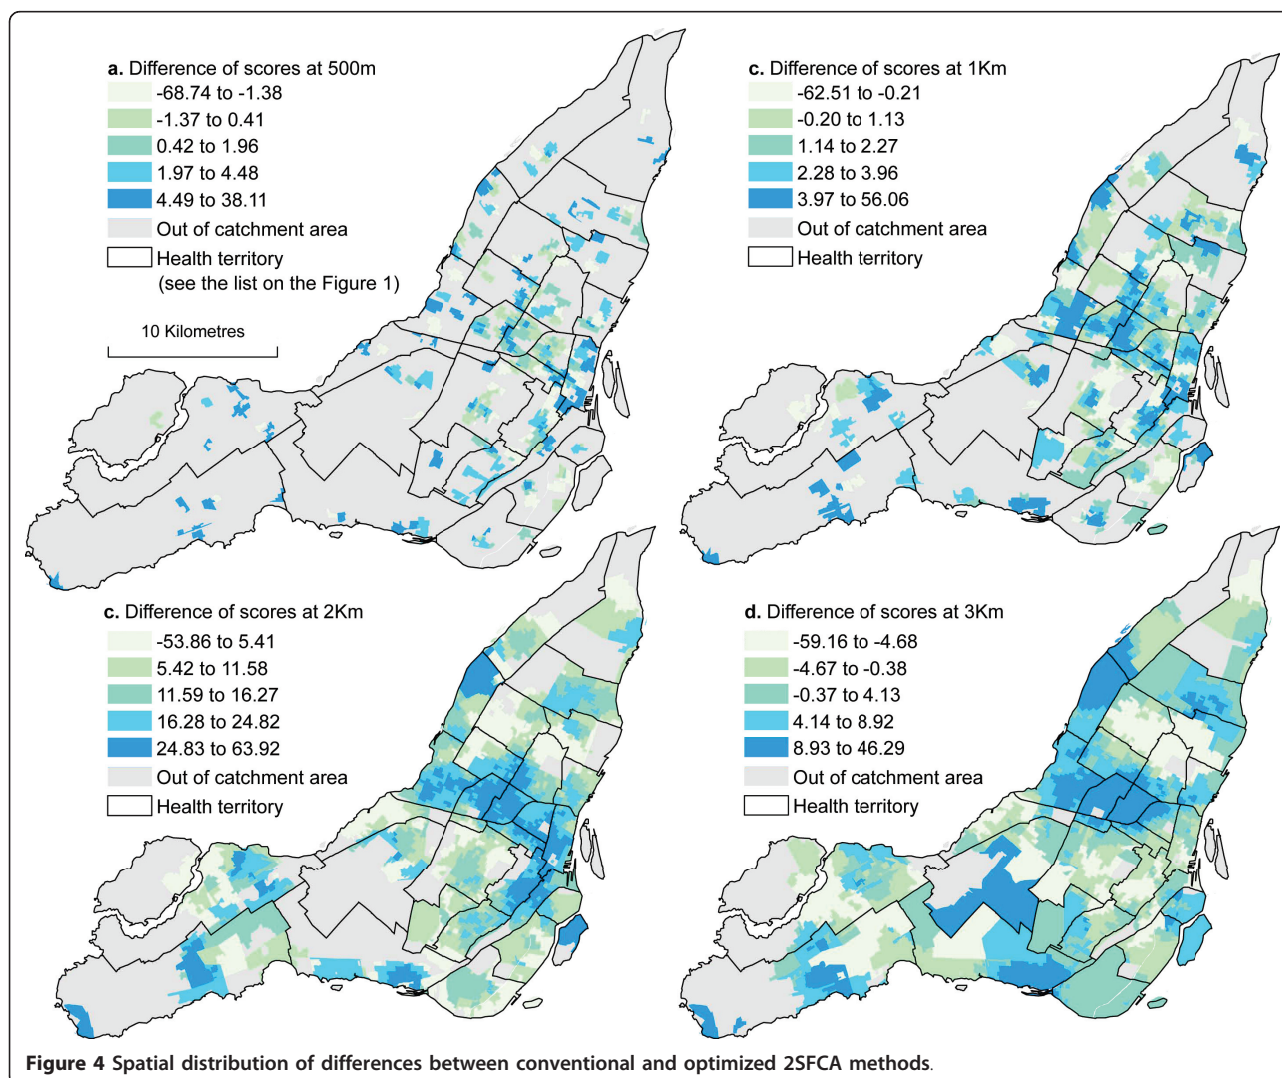 a. Difference of scores at 500m
-68.74 to -1.38
-1.37 to 0.41
0.42 to 1.96
1.97 to 4.48
4.49 to 38.11
Out of catchment area
Health territory
(see the list on the Figure 1)
10 Kilometres
c. Difference of scores at 1Km
-62.51 to -0.21
-0.20 to 1.13
1.14 to 2.27
2.28 to 3.96
3.97 to 56.06
Out of catchment area
Health territory
c. Difference of scores at 2Km
-53.86 to 5.41
5.42 to 11.58
11.59 to 16.27
16.28 to 24.82
24.83 to 63.92
Out of catchment area
Health territory
d. Difference of scores at 3Km
-59.16 to -4.68
-4.67 to -0.38
-0.37 to 4.13
4.14 to 8.92
8.93 to 46.29
Out of catchment area
Health territory
Figure 4 Spatial distribution of differences between conventional and optimized 2SFCA methods.